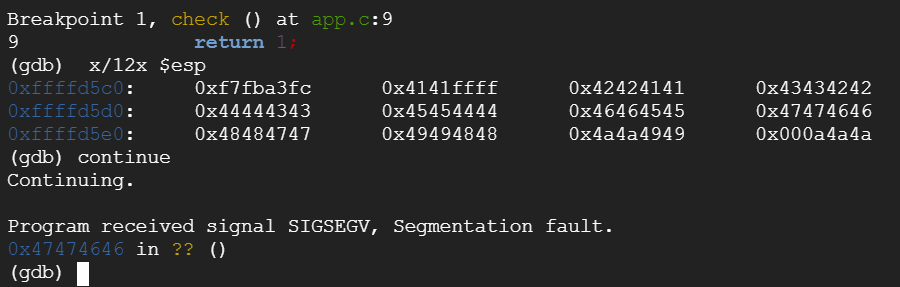 Breakpoint 1, check () at app.c:9
9               return 1;
(gdb)  x/12x $esp
0xffffd5c0:     0xf7fba3fc      0x4141ffff      0x42424141      0x43434242
0xffffd5d0:     0x44444343      0x45454444      0x46464545      0x47474646
0xffffd5e0:     0x48484747      0x49494848      0x4a4a4949      0x000a4a4a
(gdb) continue
Continuing.

Program received signal SIGSEGV, Segmentation fault.
0x47474646 in ?? ()
(gdb)